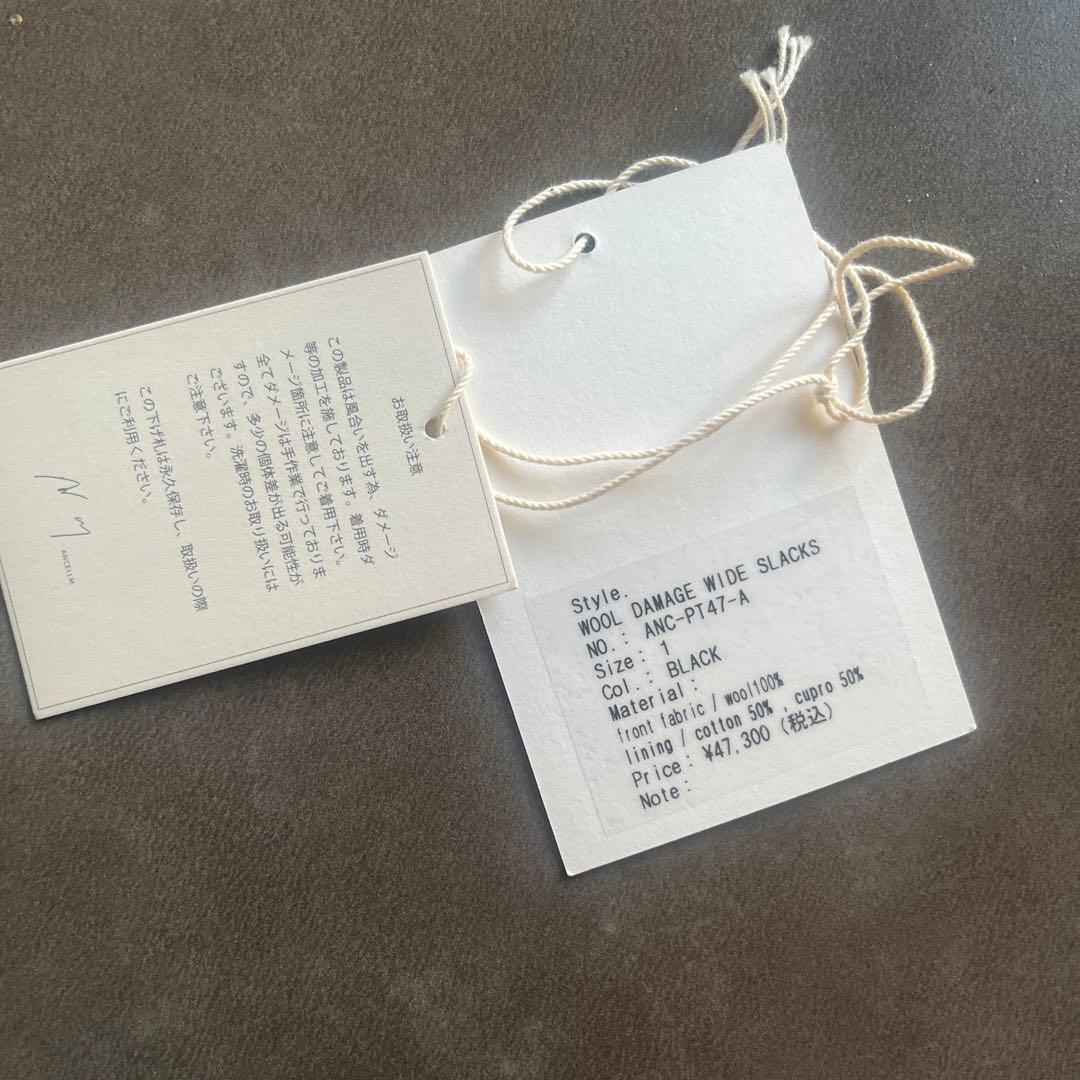 お取扱い注意
この製品は風合いを出す為、ダメージ
等の加工を施しております。着用時ダ
メージ箇所に注意してご着用下さい。
全てダメージは手作業で行っておりま
すので、多少の個体差が出る可能性が
ございます。洗濯時のお取り扱いには
ご注意下さい。
この下げ札は永久保存し、取扱いの際
にご利用ください。
ANCELLM
Style.
WOOL DAMAGE WIDE SLACKS
NO.: ANC-PT47-A
Size: 1
Col.: BLACK
Material:
front fabric / wool100%
lining / cotton 50% , cupro 50%
Price: ¥47,300 (税込)
Note: